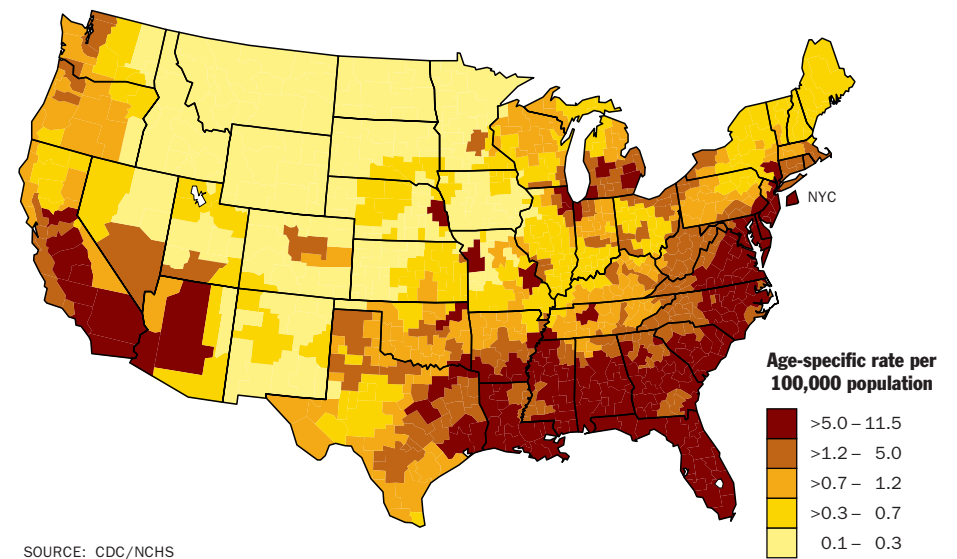 NYC
Age-specific rate per
100,000 population
>5.0 – 11.5
>1.2 – 5.0
>0.7 – 1.2
>0.3 – 0.7
0.1 – 0.3
SOURCE: CDC/NCHS